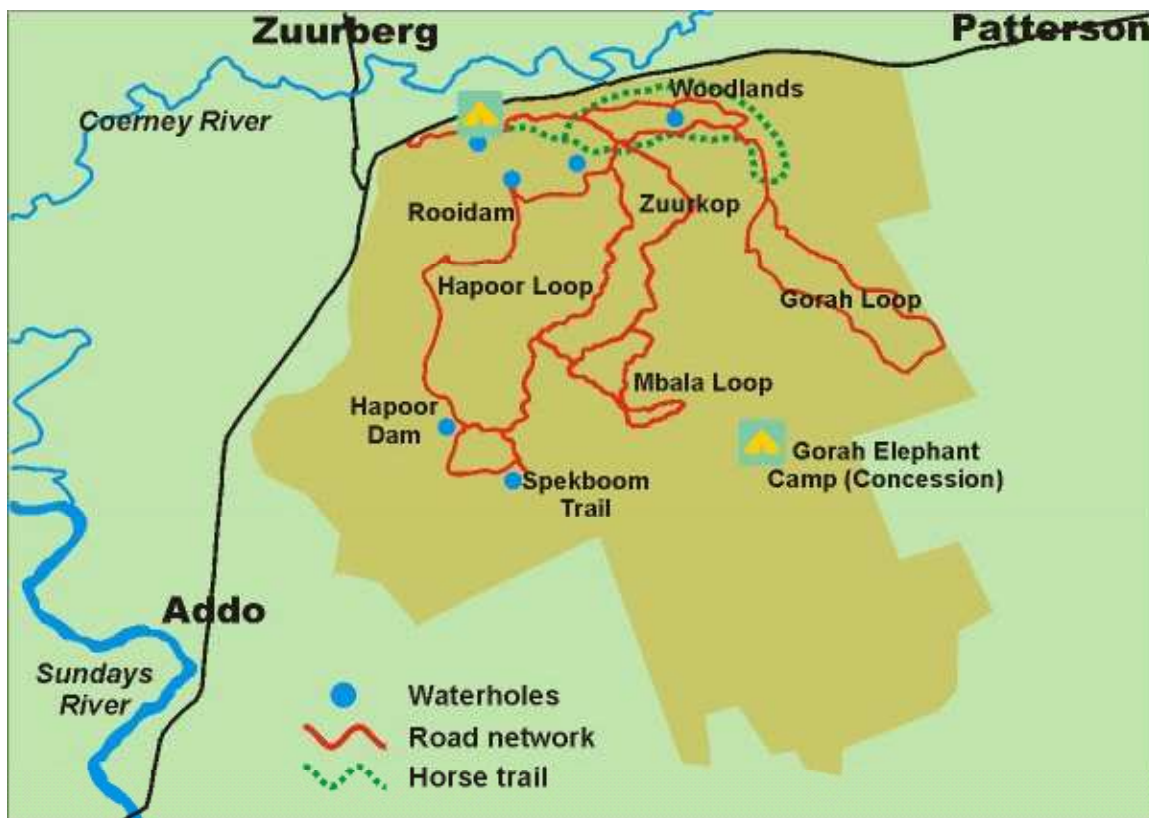 Zuurberg
Patterson
Coerney River
Woodlands
Rooidam
Zuurkop
Hapoor Loop
Gorah Loop
Mbala Loop
Hapoor
Dam
Gorah Elephant
Camp (Concession)
Spekboom
Trail
Addo
Sundays
River
Waterholes
Road network
Horse trail